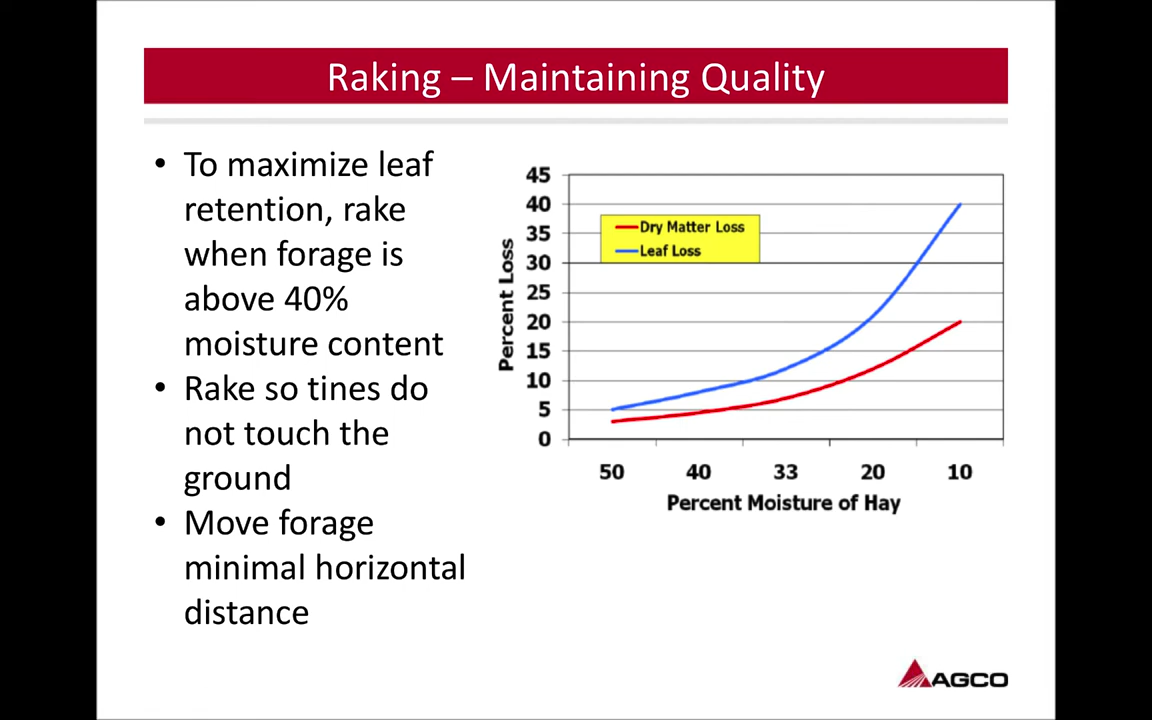 Raking – Maintaining Quality
• To maximize leaf
retention, rake
when forage is
above 40%
moisture content
• Rake so tines do
not touch the
ground
• Move forage
minimal horizontal
distance
Percent Loss
45
40
35
30
25
20
15
10
5
0
Dry Matter Loss
Leaf Loss
50 40 33 20 10
Percent Moisture of Hay
AGCO